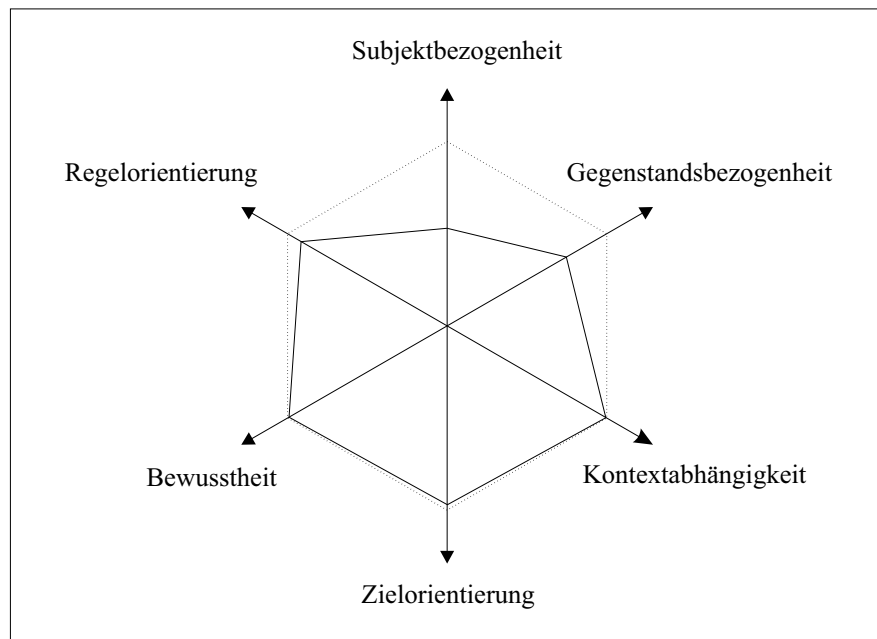 Subjektbezogenheit
Regelorientierung
Gegenstandsbezogenheit
Bewusstheit
Kontextabhängigkeit
Zielorientierung